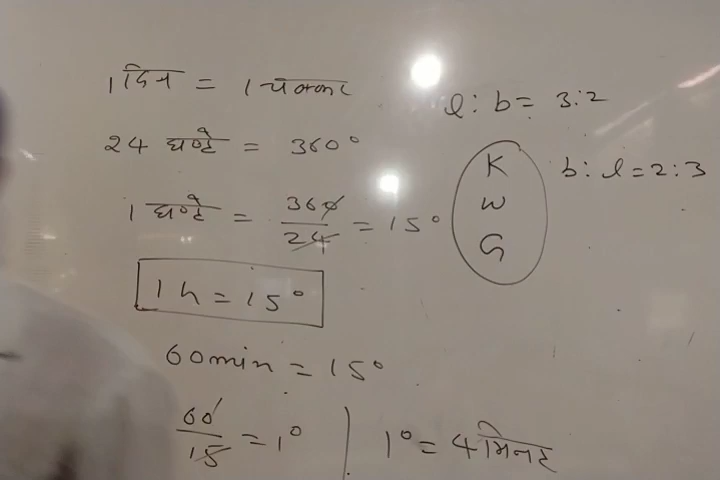 1 दिन = 1 चक्कर
24 घण्टे = 360°
1 घण्टे = 360/24 = 15°
1 h = 15°
60 min = 15°
60/15 = 1° | 1° = 4 मिनट
l : b = 3:2
K
W
G
b : l = 2:3